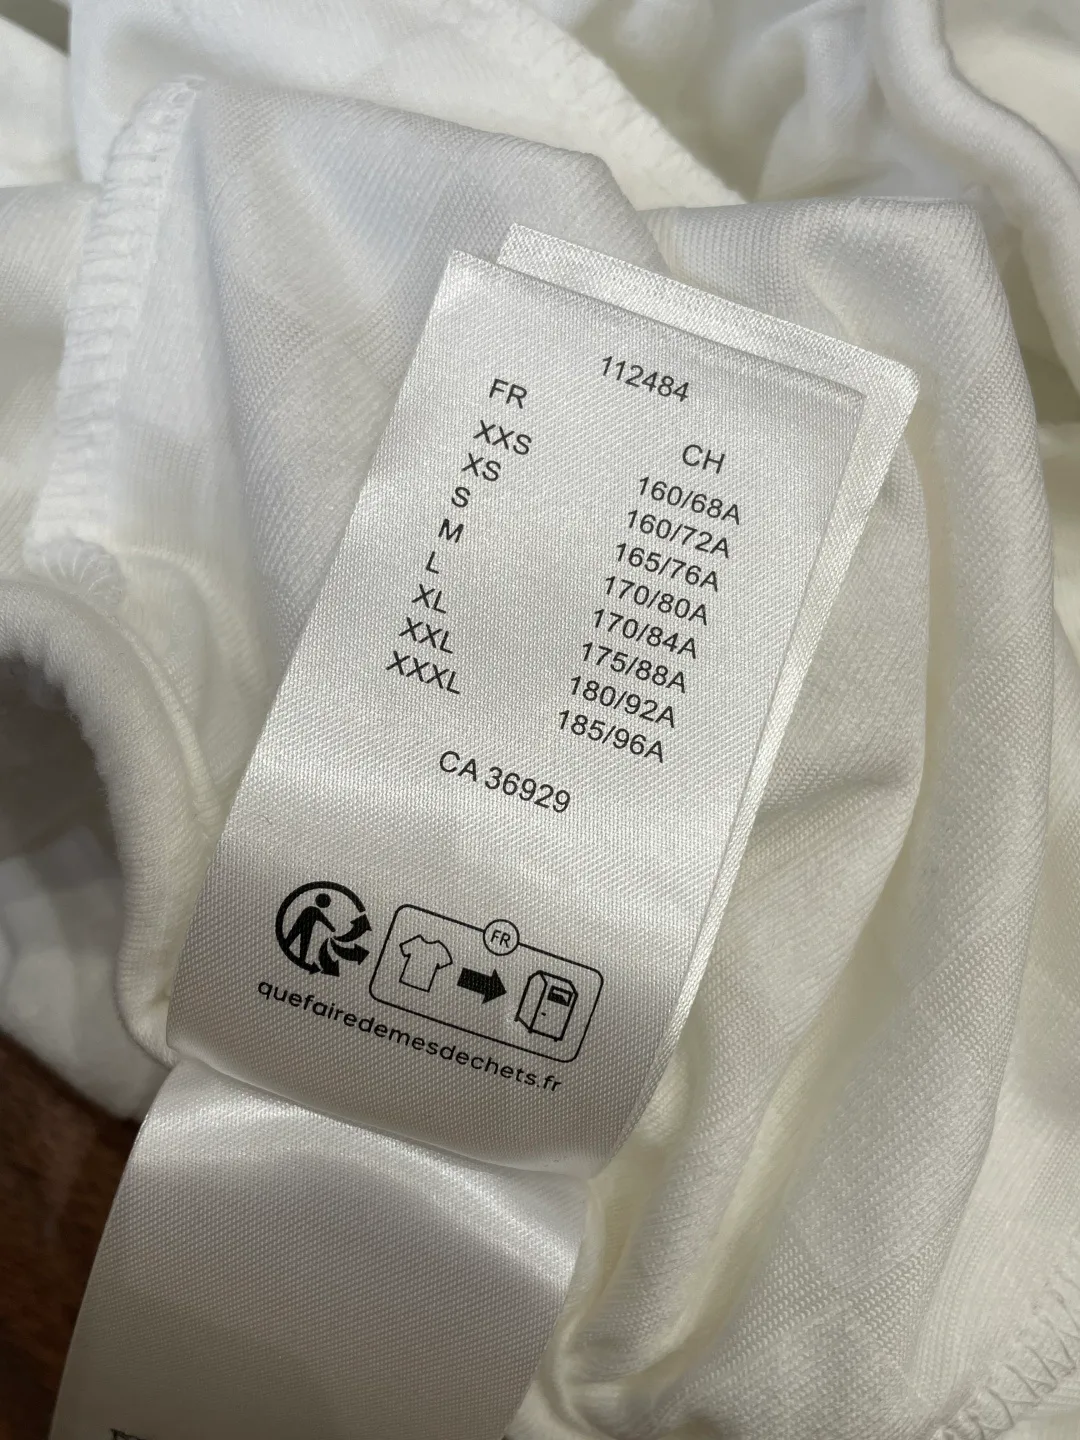 112484
FR CH
XXS 160/68A
XS 160/72A
S 165/76A
M 170/80A
L 170/84A
XL 175/88A
XXL 180/92A
XXXL 185/96A
CA 36929
FR
quefairedemesdechets.fr